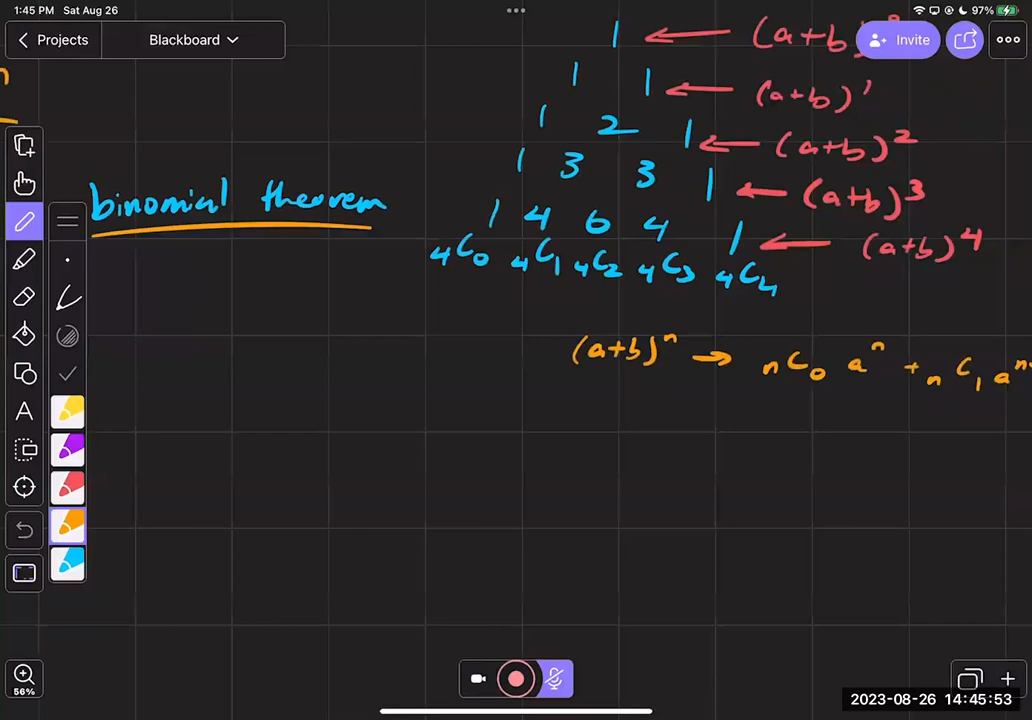 1:45 PM Sat Aug 26
97%
Projects
Blackboard
Invite
1 ← (a+b)
1 1 ← (a+b)¹
1 2 1 ← (a+b)²
1 3 3 1 ← (a+b)³
binomial theorem
1 4 6 4 1 ← (a+b)⁴
₄C₀ ₄C₁ ₄C₂ ₄C₃ ₄C₄
(a+b)ⁿ → ₙC₀ aⁿ + ₙC₁ aⁿ
A
56%
2023-08-26 14:45:53